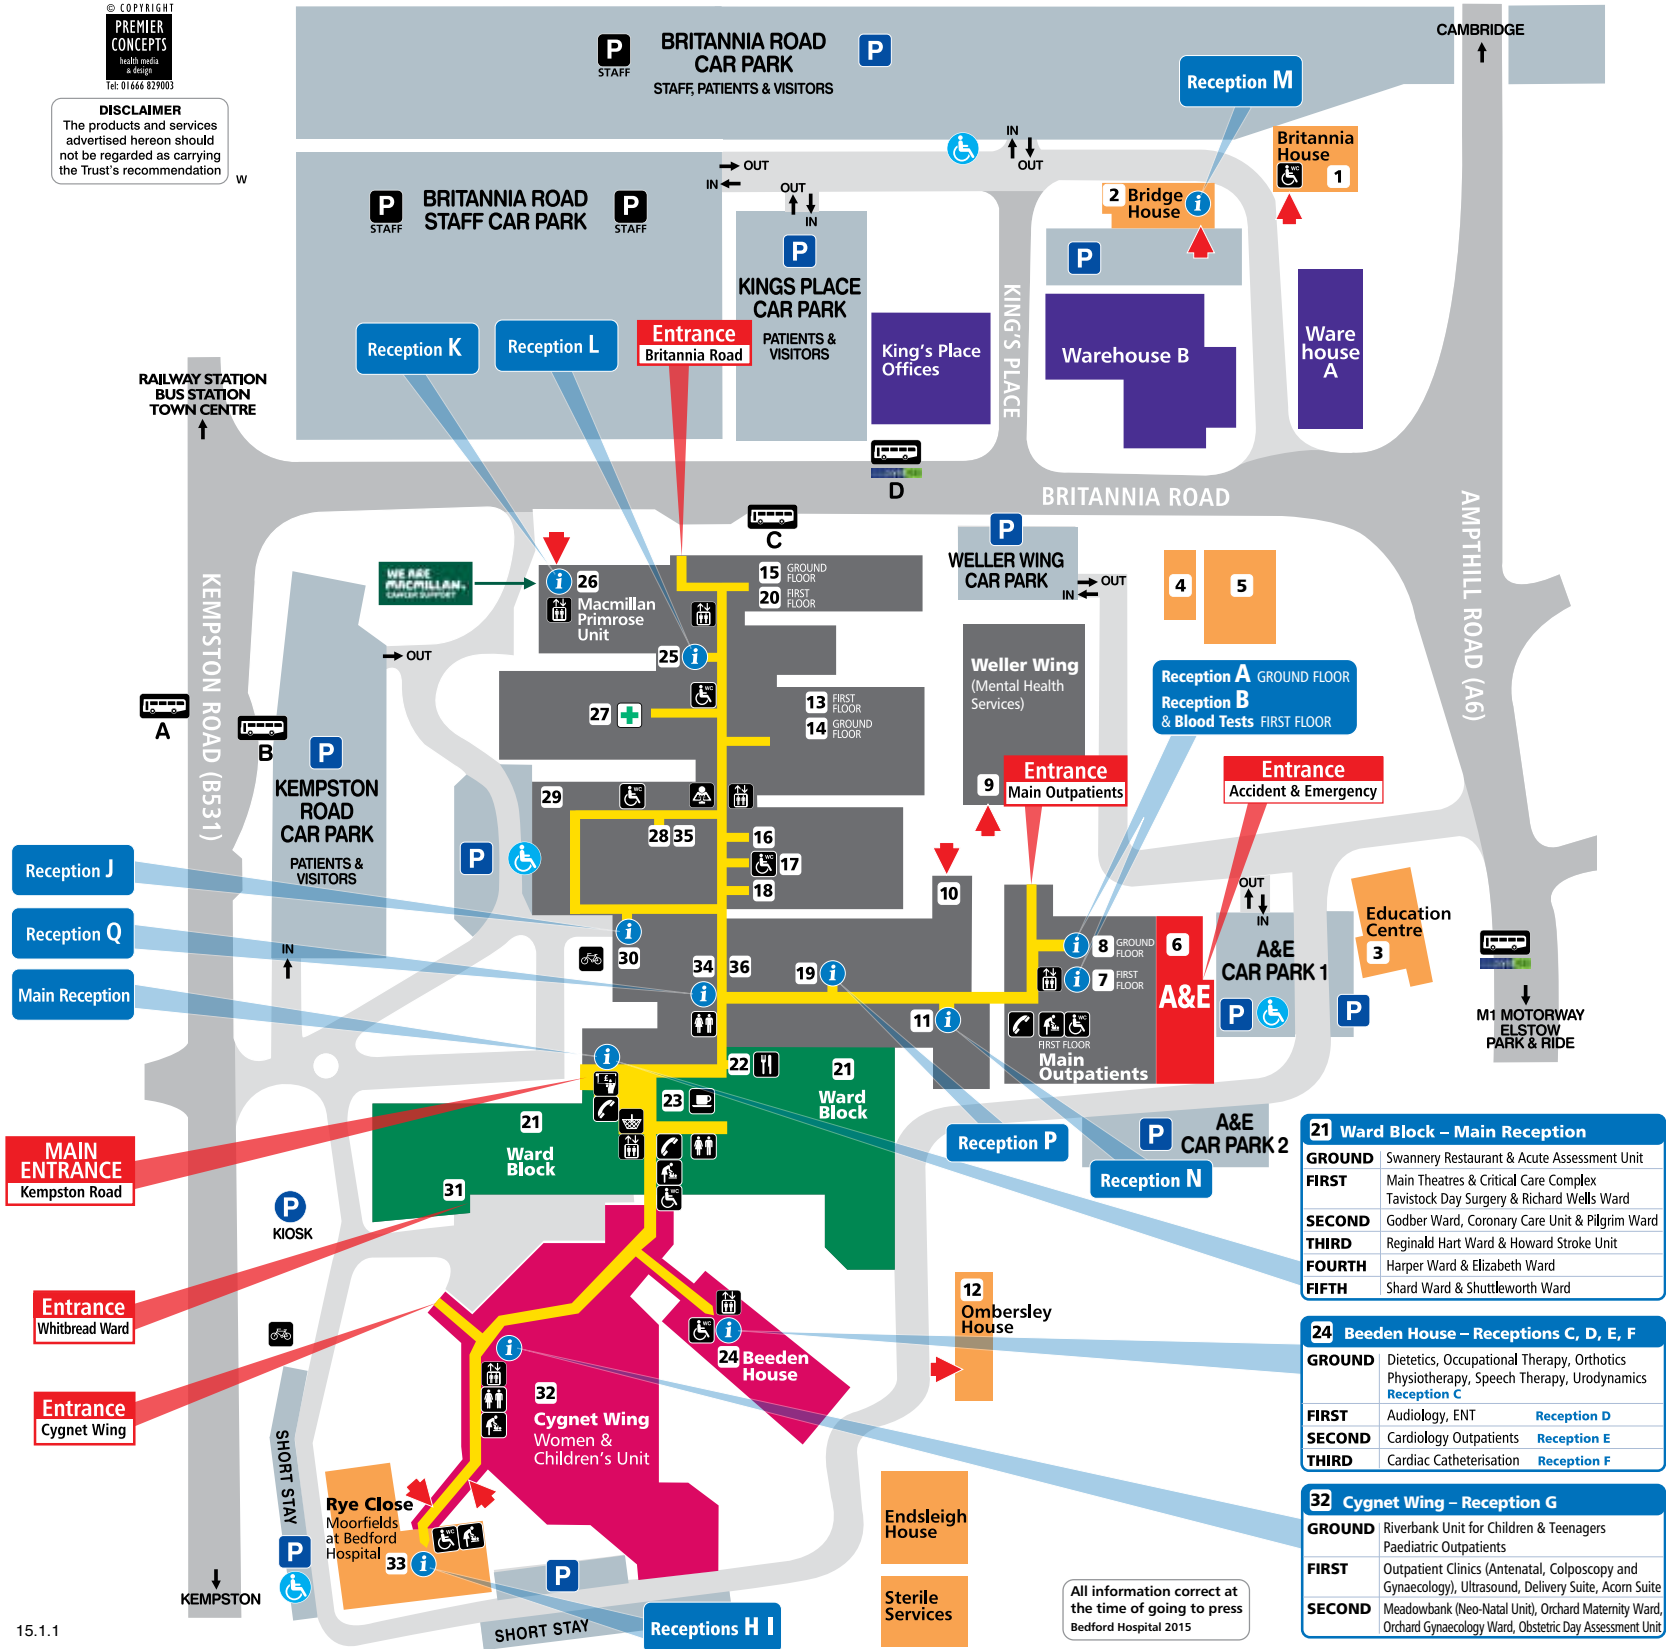 © COPYRIGHT
PREMIER
CONCEPTS
health media
& design
Tel: 01666 829003
DISCLAIMER
The products and services
advertised hereon should
not be regarded as carrying
the Trust's recommendation
W
P
STAFF
BRITANNIA ROAD
CAR PARK
STAFF, PATIENTS & VISITORS
P
CAMBRIDGE
Reception M
IN
OUT
Britannia
House
WC
1
OUT
IN
P
STAFF
BRITANNIA ROAD
STAFF CAR PARK
P
STAFF
OUT
IN
2 Bridge
House
i
P
KINGS PLACE
CAR PARK
PATIENTS &
VISITORS
P
KING'S PLACE
King's Place
Offices
Warehouse B
Ware
house
A
Reception K
Reception L
Entrance
Britannia Road
RAILWAY STATION
BUS STATION
TOWN CENTRE
D
BRITANNIA ROAD
AMPTHILL ROAD (A6)
C
P
WELLER WING
CAR PARK
OUT
IN
4
5
KEMPSTON ROAD (B531)
WE ARE
MACMILLAN.
CANCER SUPPORT
i
26
Macmillan
Primrose
Unit
15 GROUND
FLOOR
20 FIRST
FLOOR
25 i
OUT
WC
27
13 FIRST
FLOOR
14 GROUND
FLOOR
Weller Wing
(Mental Health
Services)
Reception A GROUND FLOOR
Reception B
& Blood Tests FIRST FLOOR
A
B
P
KEMPSTON
ROAD
CAR PARK
PATIENTS &
VISITORS
IN
Entrance
Main Outpatients
Entrance
Accident & Emergency
9
29
WC
28 35
16
WC
17
18
P
10
Reception J
Reception Q
Main Reception
i
30
34 36
i
19 i
11 i
i
8 GROUND
FLOOR
i
7 FIRST
FLOOR
6
A&E
WC
FIRST FLOOR
Main
Outpatients
OUT
IN
A&E
CAR PARK 1
P
P
Education
Centre
3
M1 MOTORWAY
ELSTOW
PARK & RIDE
i
22
21
Ward
Block
23
£
21
Ward
Block
WC
31
MAIN
ENTRANCE
Kempston Road
P
KIOSK
Reception P
Reception N
P
A&E
CAR PARK 2
Entrance
Whitbread Ward
Entrance
Cygnet Wing
12
Ombersley
House
WC
i
24 Beeden
House
i
32
Cygnet Wing
Women &
Children's Unit
SHORT STAY
P
Rye Close
Moorfields
at Bedford
Hospital
WC
33 i
P
SHORT STAY
Receptions H I
Endsleigh
House
Sterile
Services
KEMPSTON
21 Ward Block – Main Reception
GROUND Swannery Restaurant & Acute Assessment Unit
FIRST Main Theatres & Critical Care Complex
Tavistock Day Surgery & Richard Wells Ward
SECOND Godber Ward, Coronary Care Unit & Pilgrim Ward
THIRD Reginald Hart Ward & Howard Stroke Unit
FOURTH Harper Ward & Elizabeth Ward
FIFTH Shard Ward & Shuttleworth Ward
24 Beeden House – Receptions C, D, E, F
GROUND Dietetics, Occupational Therapy, Orthotics
Physiotherapy, Speech Therapy, Urodynamics
Reception C
FIRST Audiology, ENT Reception D
SECOND Cardiology Outpatients Reception E
THIRD Cardiac Catheterisation Reception F
32 Cygnet Wing – Reception G
GROUND Riverbank Unit for Children & Teenagers
Paediatric Outpatients
FIRST Outpatient Clinics (Antenatal, Colposcopy and
Gynaecology), Ultrasound, Delivery Suite, Acorn Suite
SECOND Meadowbank (Neo-Natal Unit), Orchard Maternity Ward,
Orchard Gynaecology Ward, Obstetric Day Assessment Unit
All information correct at
the time of going to press
Bedford Hospital 2015
15.1.1